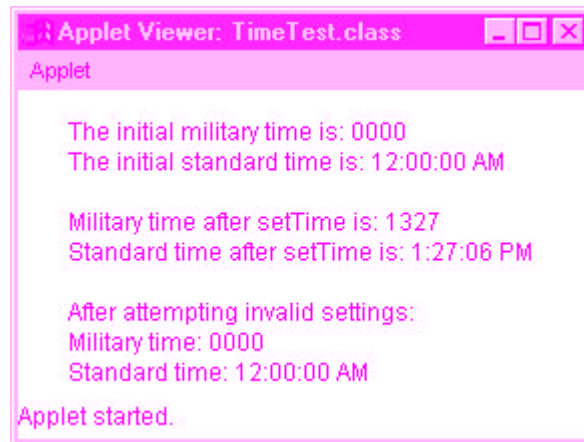 Applet Viewer: TimeTest.class
Applet
The initial military time is: 0000
The initial standard time is: 12:00:00 AM
Military time after setTime is: 1327
Standard time after setTime is: 1:27:06 PM
After attempting invalid settings:
Military time: 0000
Standard time: 12:00:00 AM
Applet started.